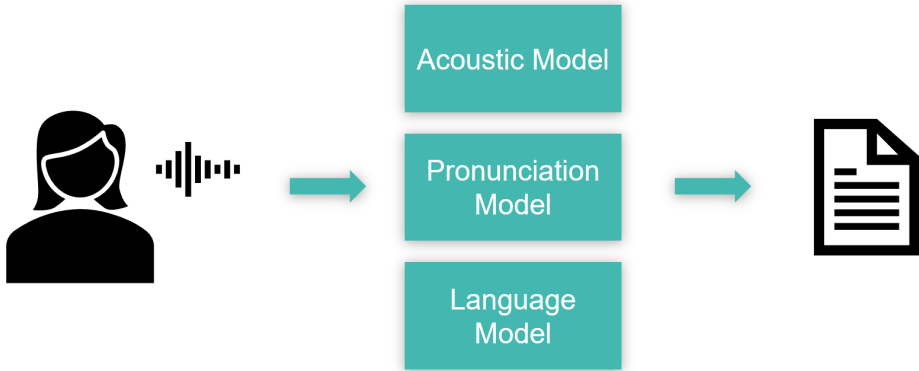 Acoustic Model
Pronunciation
Model
Language
Model